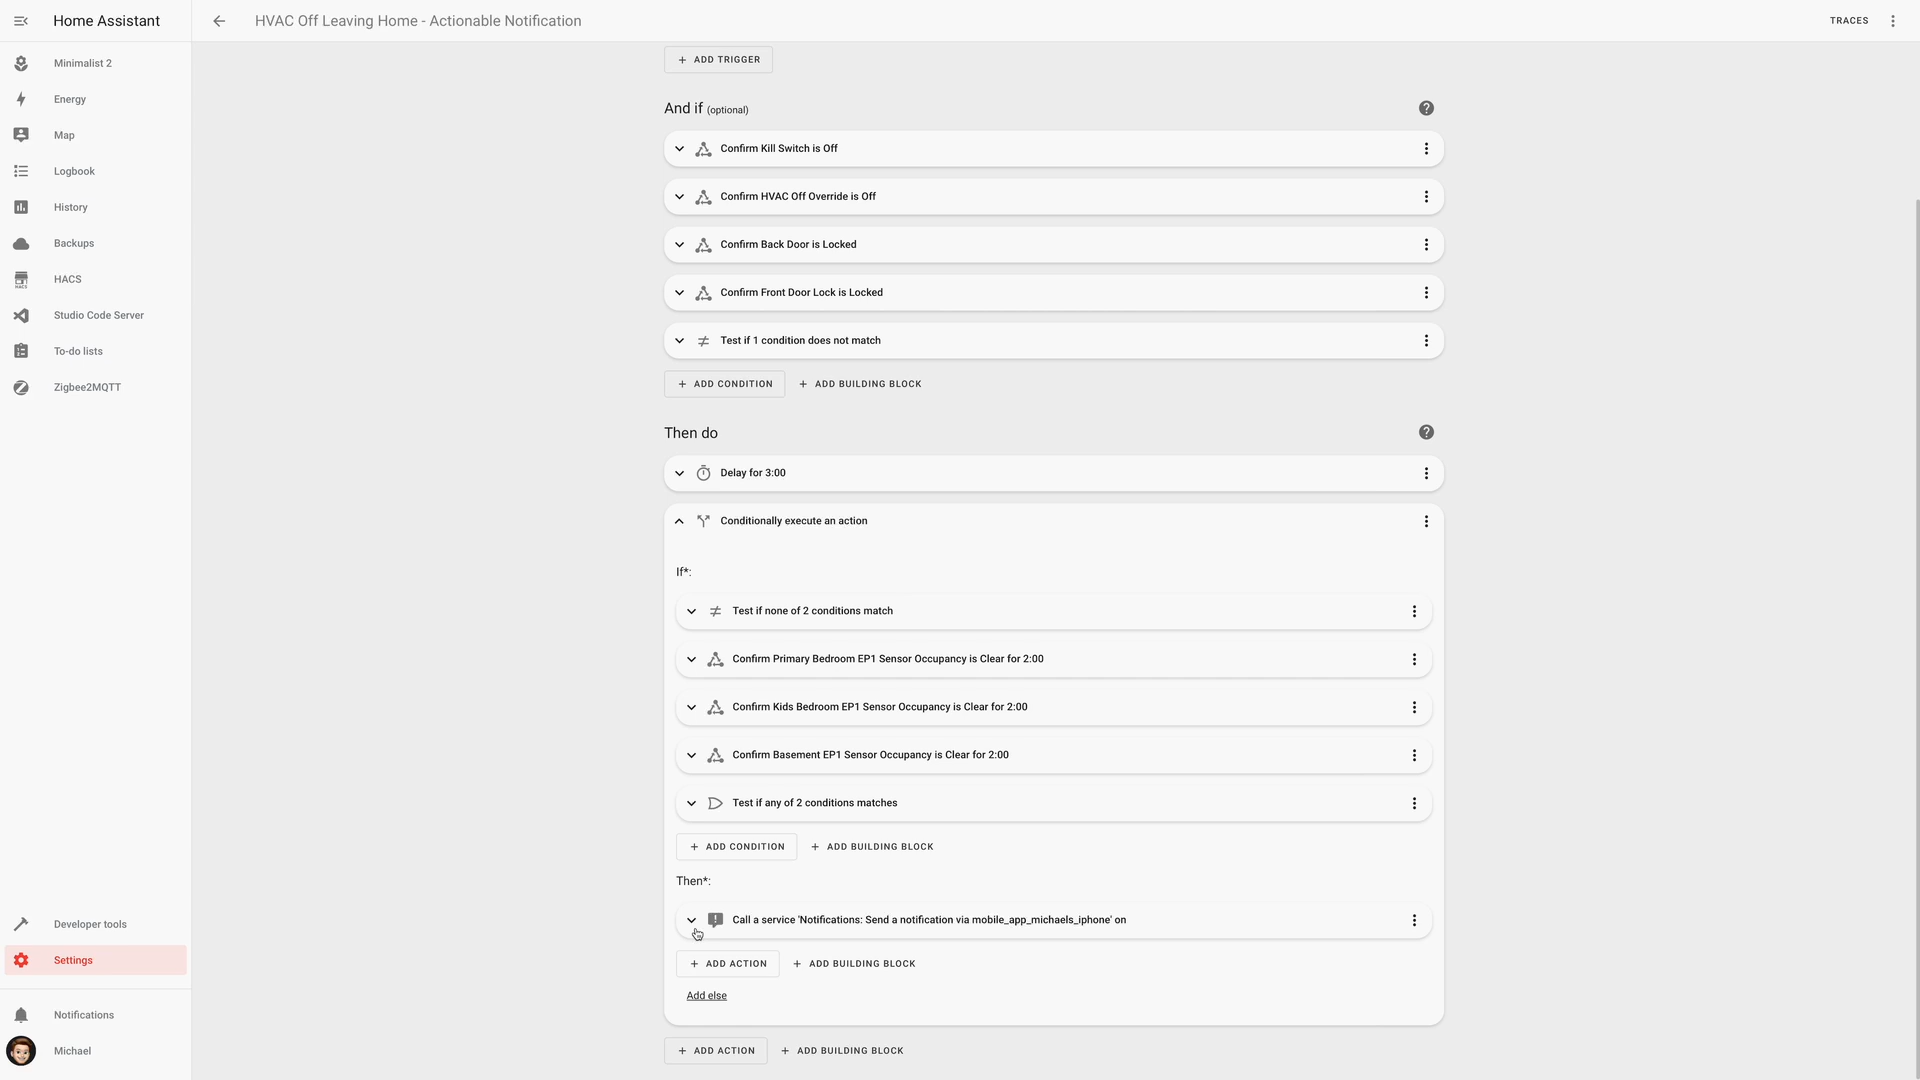 Home Assistant
HVAC Off Leaving Home - Actionable Notification
TRACES
Minimalist 2
Energy
Map
Logbook
History
Backups
HACS
HACS
Studio Code Server
To-do lists
Zigbee2MQTT
Developer tools
Settings
Notifications
Michael
ADD TRIGGER
And if (optional)
Confirm Kill Switch is Off
Confirm HVAC Off Override is Off
Confirm Back Door is Locked
Confirm Front Door Lock is Locked
Test if 1 condition does not match
ADD CONDITION
ADD BUILDING BLOCK
Then do
Delay for 3:00
Conditionally execute an action
If*:
Test if none of 2 conditions match
Confirm Primary Bedroom EP1 Sensor Occupancy is Clear for 2:00
Confirm Kids Bedroom EP1 Sensor Occupancy is Clear for 2:00
Confirm Basement EP1 Sensor Occupancy is Clear for 2:00
Test if any of 2 conditions matches
ADD CONDITION
ADD BUILDING BLOCK
Then*:
Call a service 'Notifications: Send a notification via mobile_app_michaels_iphone' on
ADD ACTION
ADD BUILDING BLOCK
Add else
ADD ACTION
ADD BUILDING BLOCK